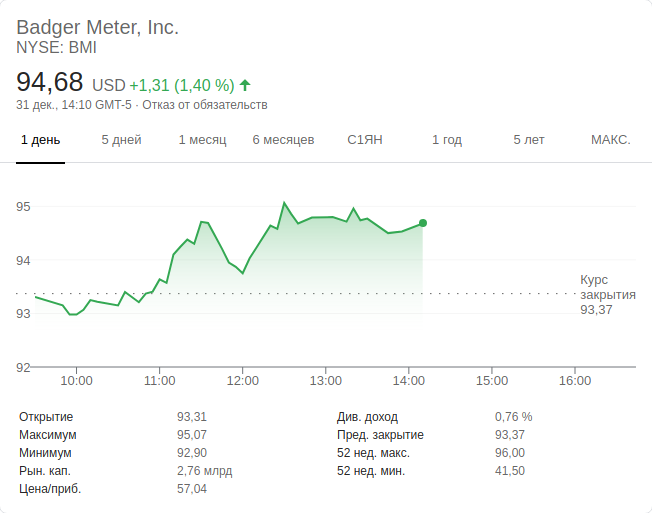 Badger Meter, Inc.
NYSE: BMI
94,68 USD +1,31 (1,40 %)
31 дек., 14:10 GMT-5 · Отказ от обязательств
1 день 5 дней 1 месяц 6 месяцев С1ЯН 1 год 5 лет МАКС.
95
94
93
92
Курс
закрытия
93,37
10:00 11:00 12:00 13:00 14:00 15:00 16:00
Открытие 93,31 Див. доход 0,76 %
Максимум 95,07 Пред. закрытие 93,37
Минимум 92,90 52 нед. макс. 96,00
Рын. кап. 2,76 млрд 52 нед. мин. 41,50
Цена/приб. 57,04